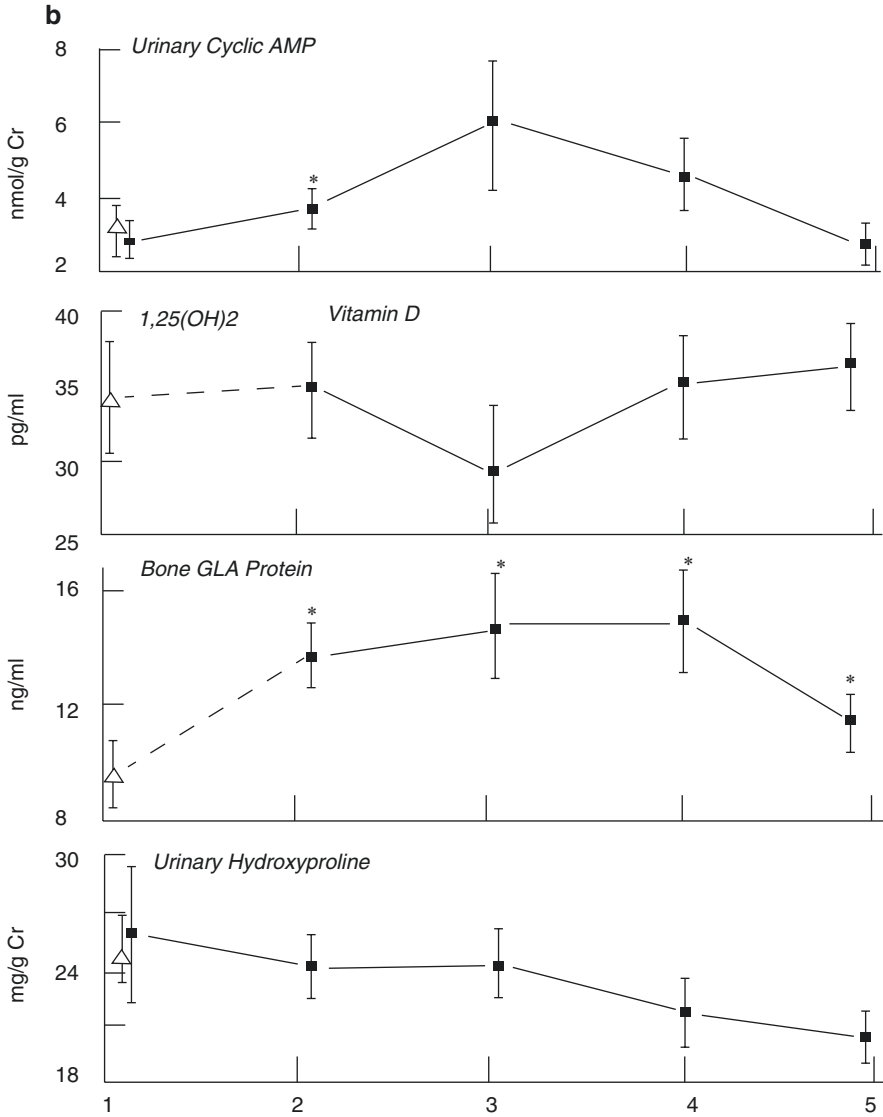 b
Urinary Cyclic AMP
8
6
4
2
nmol/g Cr
*
1,25(OH)2 Vitamin D
40
35
30
25
pg/ml
Bone GLA Protein
16
12
8
ng/ml
* * * *
Urinary Hydroxyproline
30
24
18
mg/g Cr
1 2 3 4 5